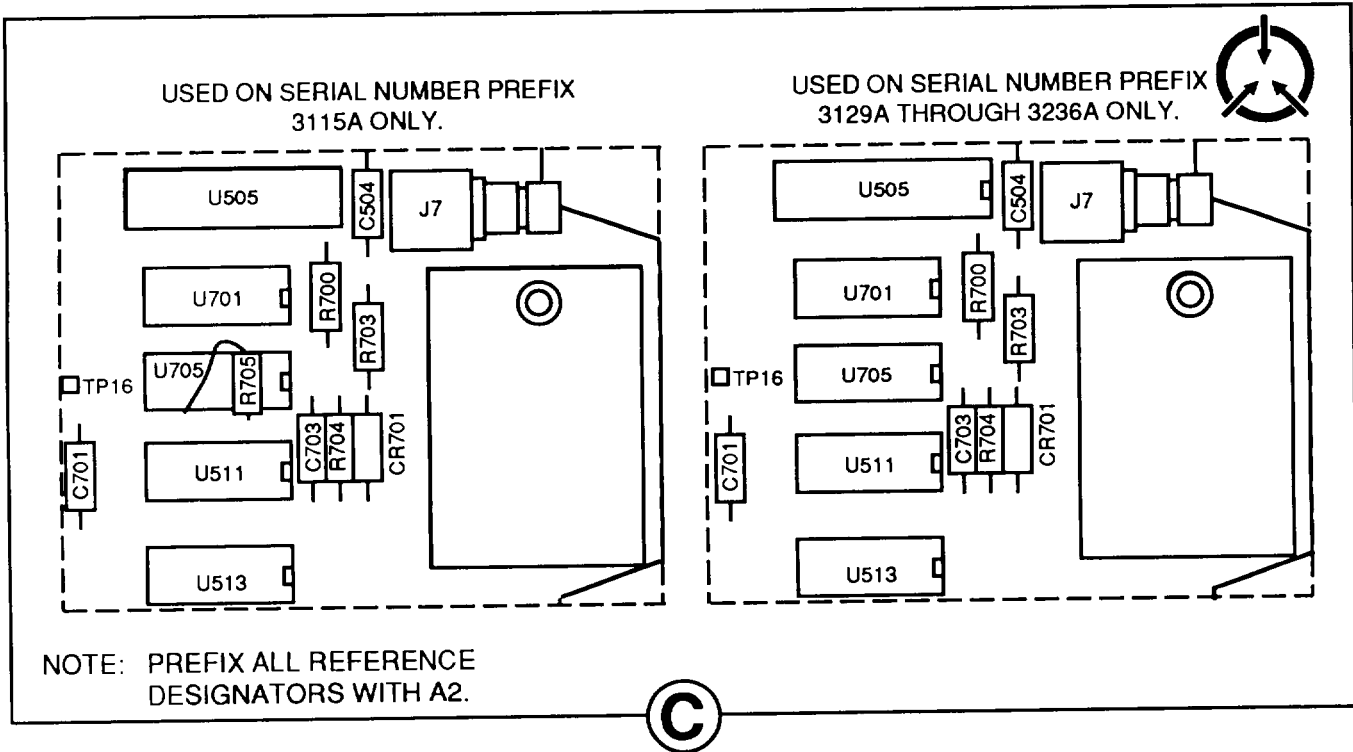 USED ON SERIAL NUMBER PREFIX
3115A ONLY.
U505
C504
J7
U701
R700
R703
U705
R705
TP16
C703
R704
CR701
C701
U511
U513
USED ON SERIAL NUMBER PREFIX
3129A THROUGH 3236A ONLY.
U505
C504
J7
U701
R700
R703
U705
TP16
C703
R704
CR701
C701
U511
U513
NOTE: PREFIX ALL REFERENCE
DESIGNATORS WITH A2.
C